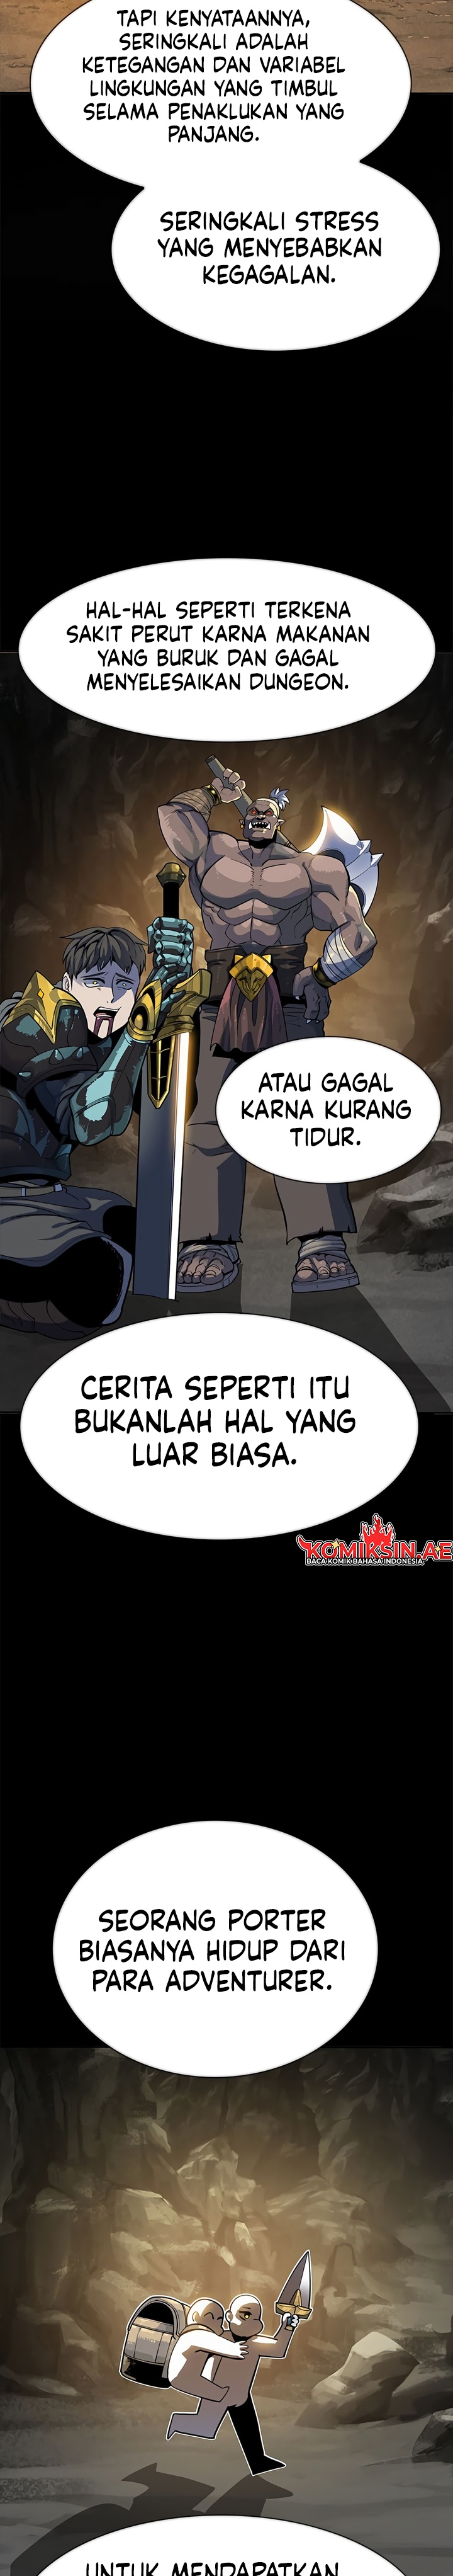 TAPI KENYATAANNYA,
SERINGKALI ADALAH
KETEGANGAN DAN VARIABEL
LINGKUNGAN YANG TIMBUL
SELAMA PENAKLUKAN YANG
PANJANG.
SERINGKALI STRESS
YANG MENYEBABKAN
KEGAGALAN.
HAL-HAL SEPERTI TERKENA
SAKIT PERUT KARNA MAKANAN
YANG BURUK DAN GAGAL
MENYELESAIKAN DUNGEON.
ATAU GAGAL
KARNA KURANG
TIDUR.
CERITA SEPERTI ITU
BUKANLAH HAL YANG
LUAR BIASA.
KOMIKSIN.AE
BACA KOMIK BAHASA INDONESIA
SEORANG PORTER
BIASANYA HIDUP DARI
PARA ADVENTURER.
UNTUK MENDAPATKAN